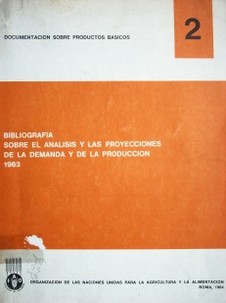 DOCUMENTACION SOBRE PRODUCTOS BASICOS
2
BIBLIOGRAFIA
SOBRE EL ANALISIS Y LAS PROYECCIONES
DE LA DEMANDA Y DE LA PRODUCCION
1963
ORGANIZACION DE LAS NACIONES UNIDAS PARA LA AGRICULTURA Y LA ALIMENTACION
ROMA, 1964